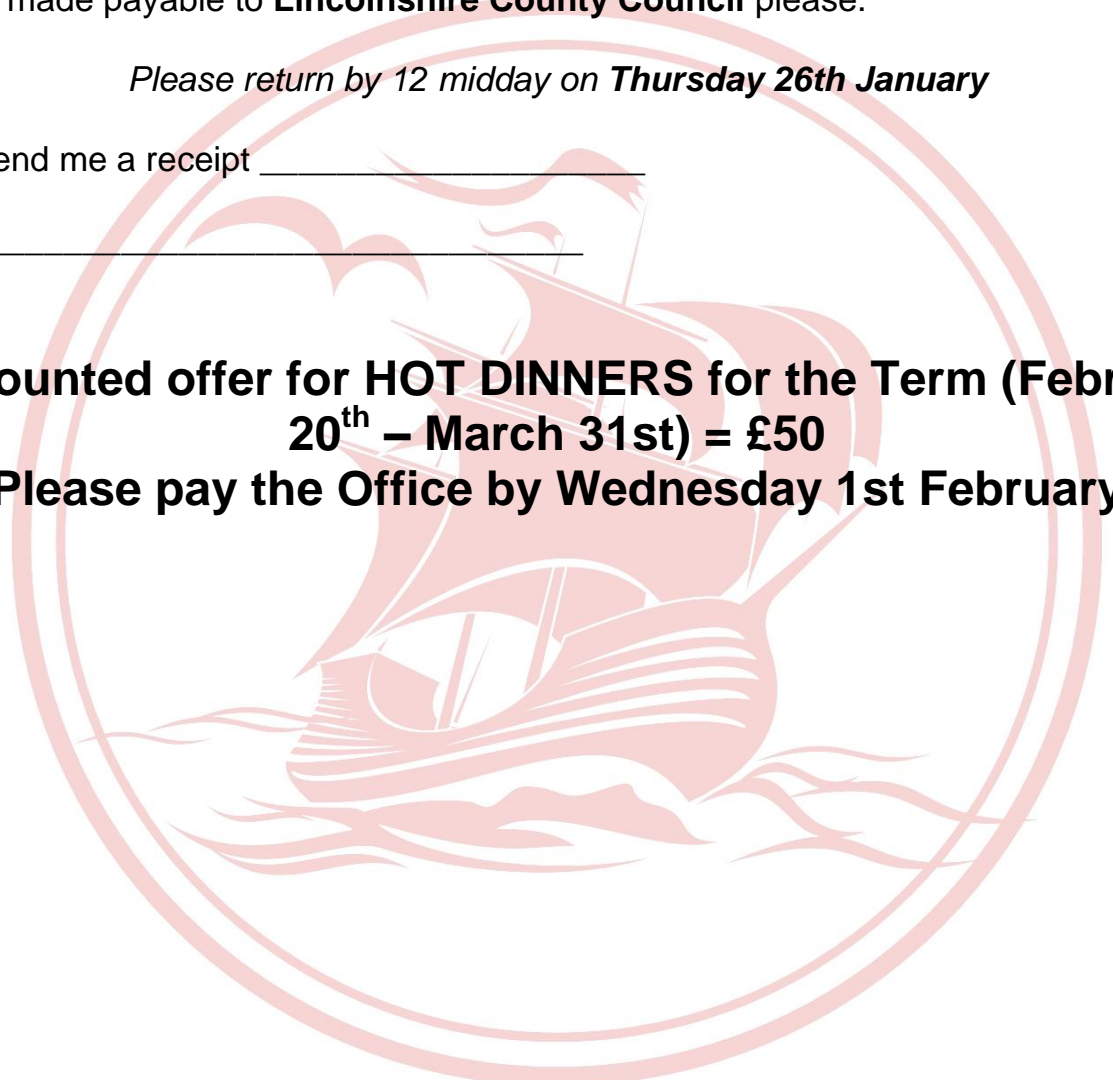 made payable to Lincolnshire County Council please.
Please return by 12 midday on Thursday 26th January
end me a receipt ____________________
_______________________________
ounted offer for HOT DINNERS for the Term (Febr
20th – March 31st) = £50
Please pay the Office by Wednesday 1st February